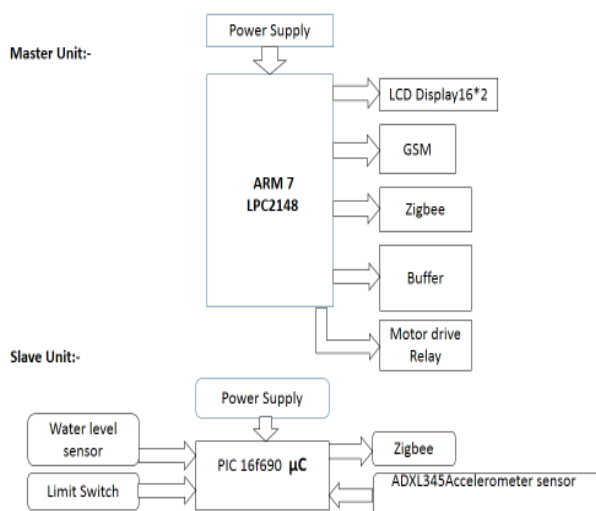 Power Supply
Master Unit:-
LCD Display16*2
GSM
ARM 7
LPC2148
Zigbee
Buffer
Motor drive
Relay
Slave Unit:-
Power Supply
Water level
sensor
Zigbee
PIC 16f690 µC
Limit Switch
ADXL345Accelerometer sensor